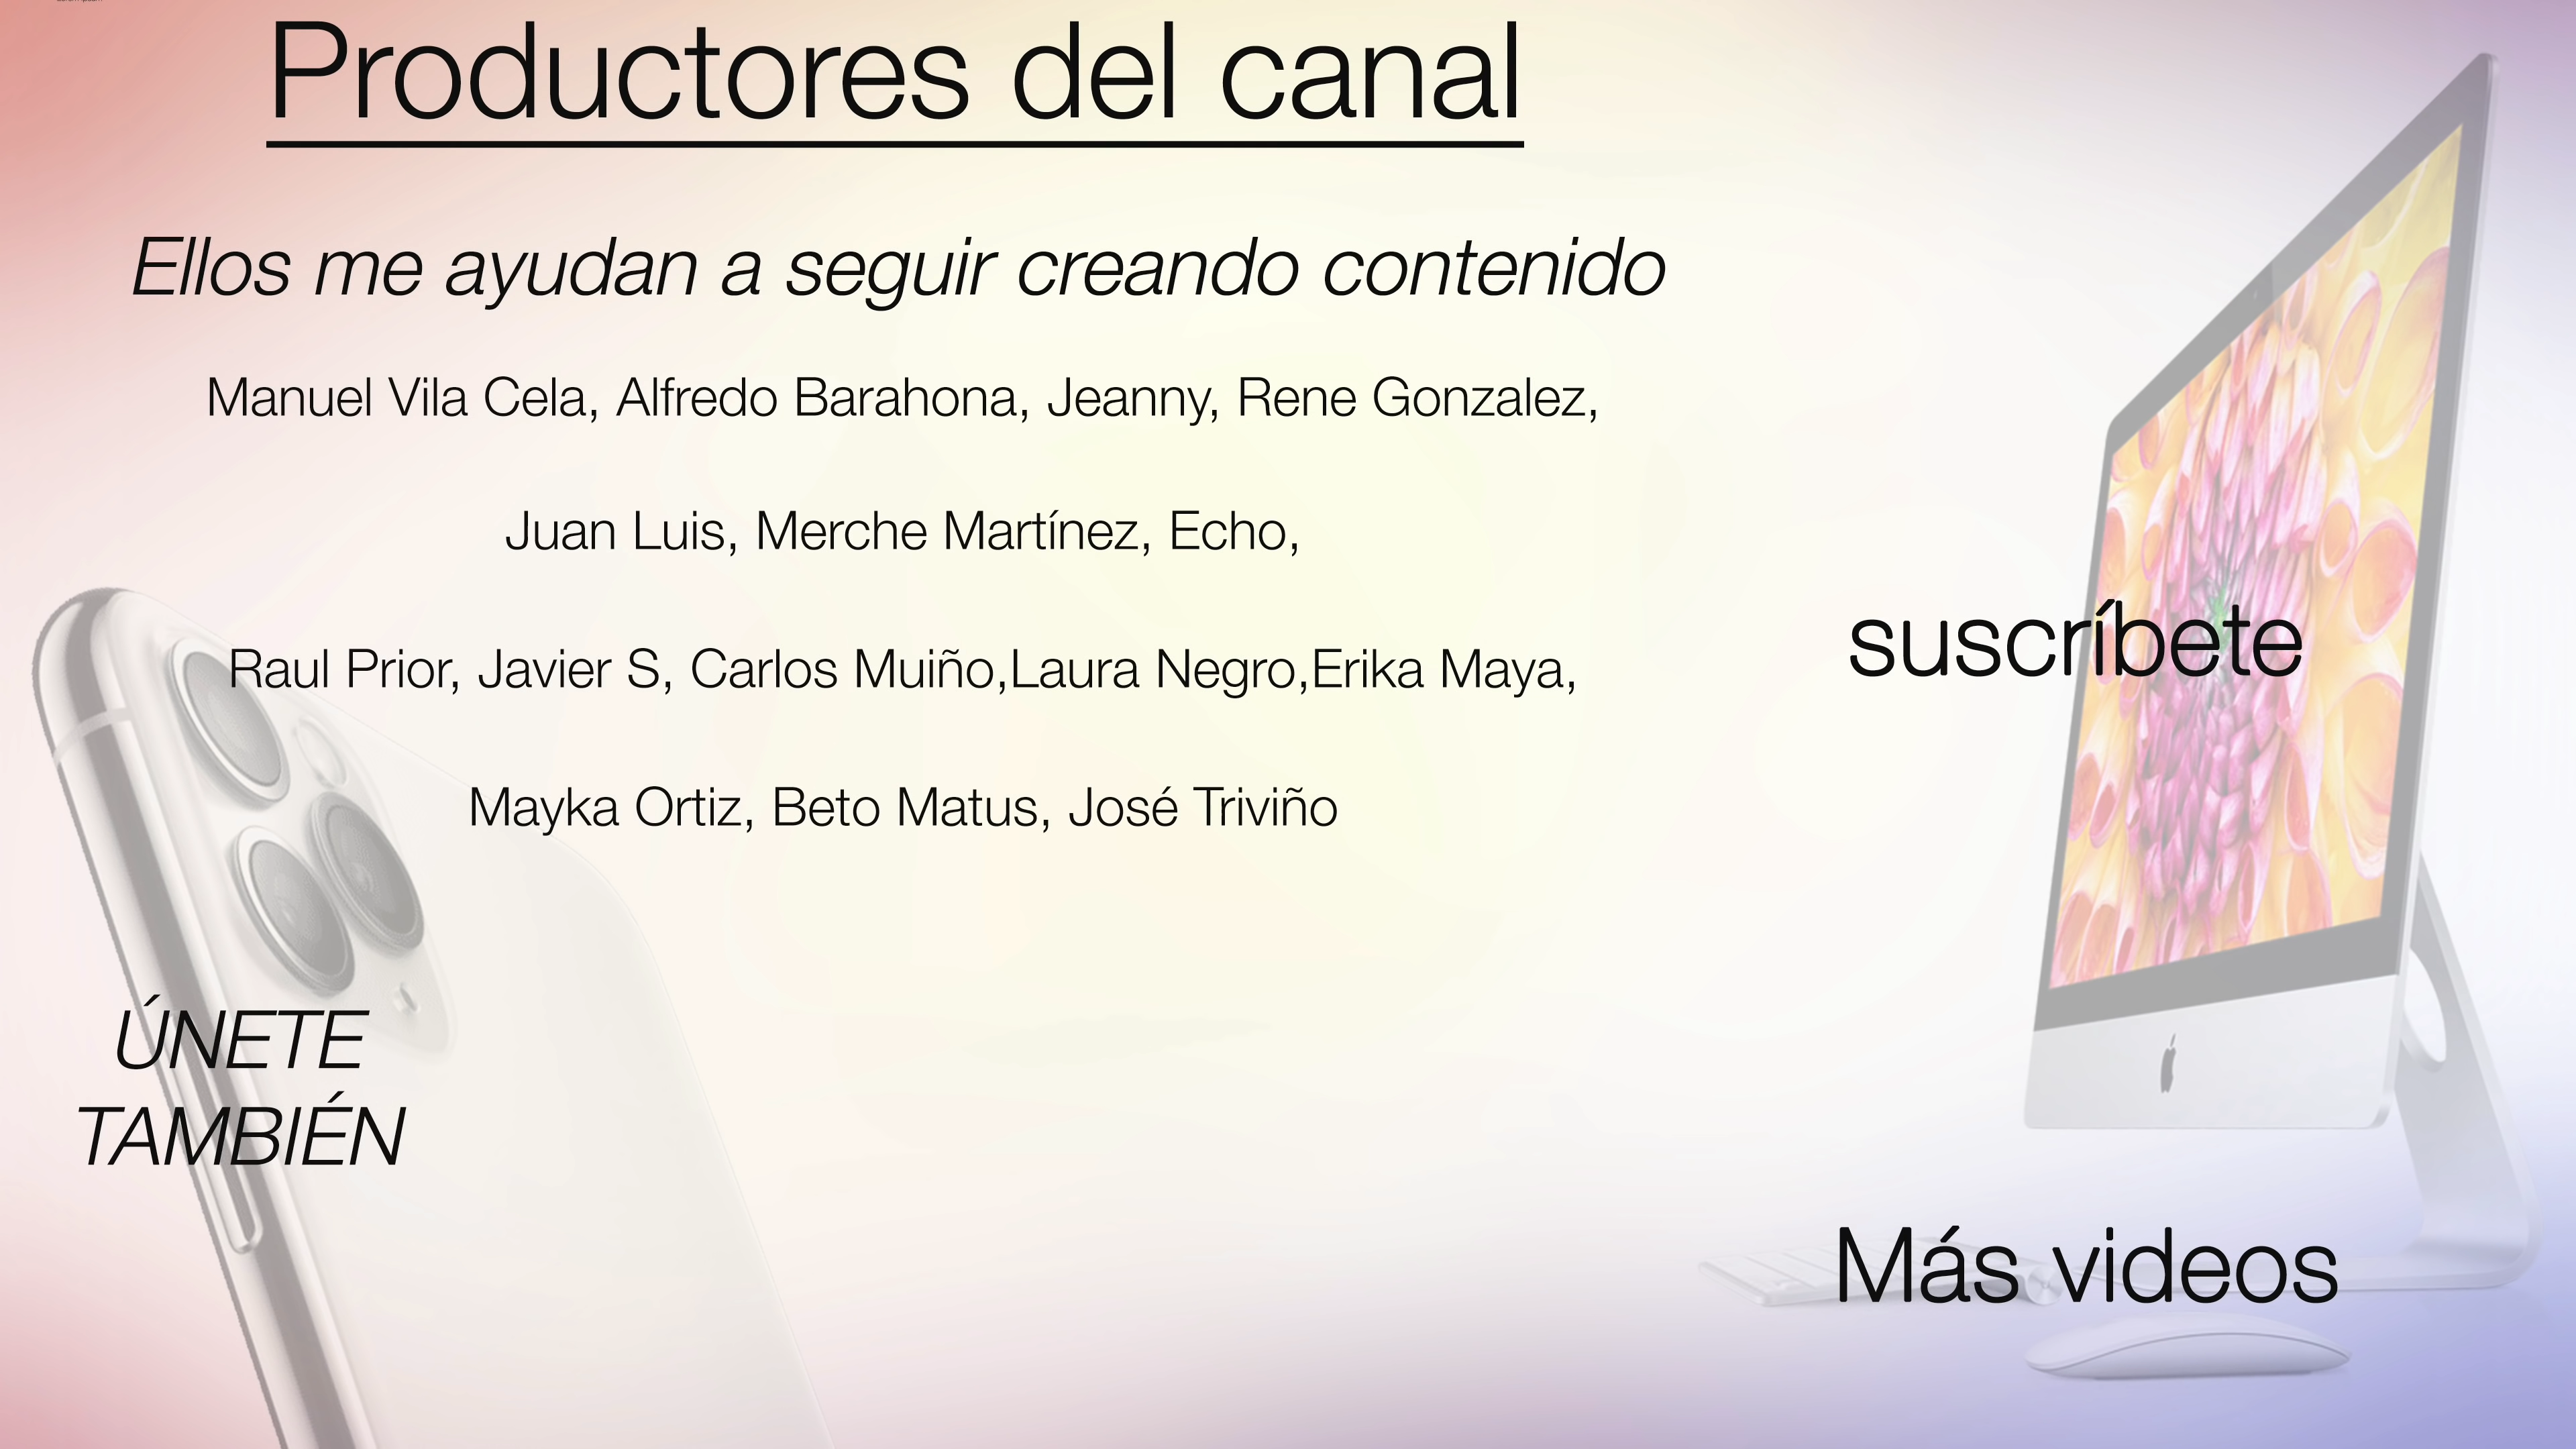 Productores del canal
Ellos me ayudan a seguir creando contenido
Manuel Vila Cela, Alfredo Barahona, Jeanny, Rene Gonzalez,
Juan Luis, Merche Martínez, Echo,
Raul Prior, Javier S, Carlos Muiño,Laura Negro,Erika Maya,
Mayka Ortiz, Beto Matus, José Triviño
suscríbete
ÚNETE
TAMBIÉN
Más videos